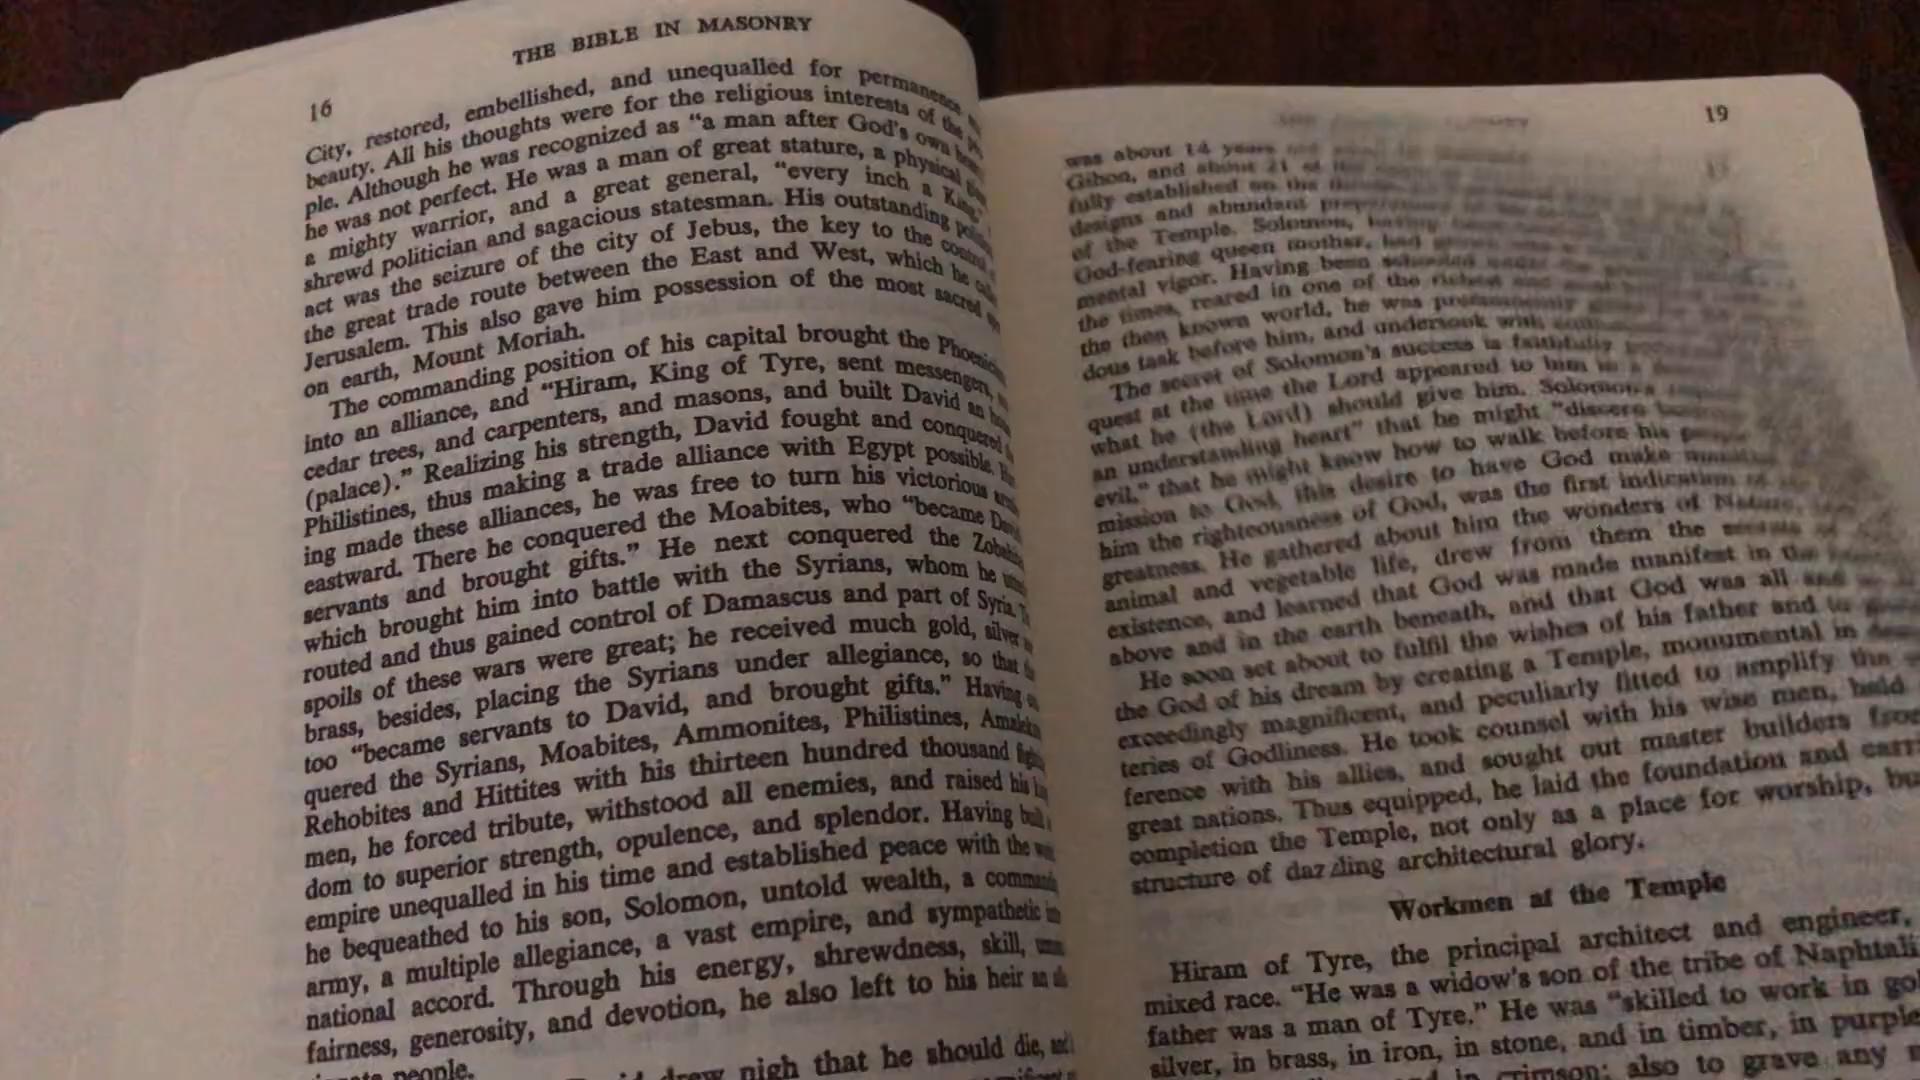 THE BIBLE IN MASONRY
16
City, restored, embellished, and unequalled for permanence
beauty. All his thoughts were for the religious interests of the
ple. Although he was recognized as “a man after God’s own
he was not perfect. He was a man of great stature, a physical
a mighty warrior, and a great general, “every inch a King,”
shrewd politician and sagacious statesman. His outstanding
act was the seizure of the city of Jebus, the key to the control
the great trade route between the East and West, which he
Jerusalem. This also gave him possession of the most sacred
on earth, Mount Moriah.
The commanding position of his capital brought the
into an alliance, and “Hiram, King of Tyre, sent messengers,
cedar trees, and carpenters, and masons, and built David an
(palace).” Realizing his strength, David fought and conquered
Philistines, thus making a trade alliance with Egypt possible.
ing made these alliances, he was free to turn his victorious
eastward. There he conquered the Moabites, who “became
servants and brought gifts.” He next conquered the
which brought him into battle with the Syrians, whom he
routed and thus gained control of Damascus and part of Syria.
spoils of these wars were great; he received much gold, silver
brass, besides, placing the Syrians under allegiance, so that
too “became servants to David, and brought gifts.” Having
quered the Syrians, Moabites, Ammonites, Philistines,
Rehobites and Hittites with his thirteen hundred thousand
men, he forced tribute, withstood all enemies, and raised his
dom to superior strength, opulence, and splendor. Having
empire unequalled in his time and established peace with the
he bequeathed to his son, Solomon, untold wealth, a
army, a multiple allegiance, a vast empire, and sympathetic
national accord. Through his energy, shrewdness, skill,
fairness, generosity, and devotion, he also left to his heir
people.
drew nigh that he should die,
19
was about 14 years
Gihon, and about 21
fully established on the
designs and abundant
of the Temple. Solomon,
God-fearing queen mother, had
mental vigor. Having been
the times, reared in one of the richest
the then known world, he was
dous task before him, and undertook with
The secret of Solomon’s success is faithfully
quest at the time the Lord appeared to him in a
what he (the Lord) should give him. Solomon’s
an understanding heart” that he might “discern
evil,” that he might know how to walk before his
mission to God, this desire to have God make
him the righteousness of God, was the first indication
greatness. He gathered about him the wonders of Nature,
animal and vegetable life, drew from them the
existence, and learned that God was made manifest in the
above and in the earth beneath, and that God was all
He soon set about to fulfil the wishes of his father and to
the God of his dream by creating a Temple, monumental in
exceedingly magnificent, and peculiarly fitted to amplify the
teries of Godliness. He took counsel with his wise men, held
ference with his allies, and sought out master builders
great nations. Thus equipped, he laid the foundation and
completion the Temple, not only as a place for worship,
structure of dazzling architectural glory.
Workmen at the Temple
Hiram of Tyre, the principal architect and engineer,
mixed race. “He was a widow’s son of the tribe of Naphtali
father was a man of Tyre.” He was “skilled to work in
silver, in brass, in iron, in stone, and in timber, in purple
in crimson; also to grave any